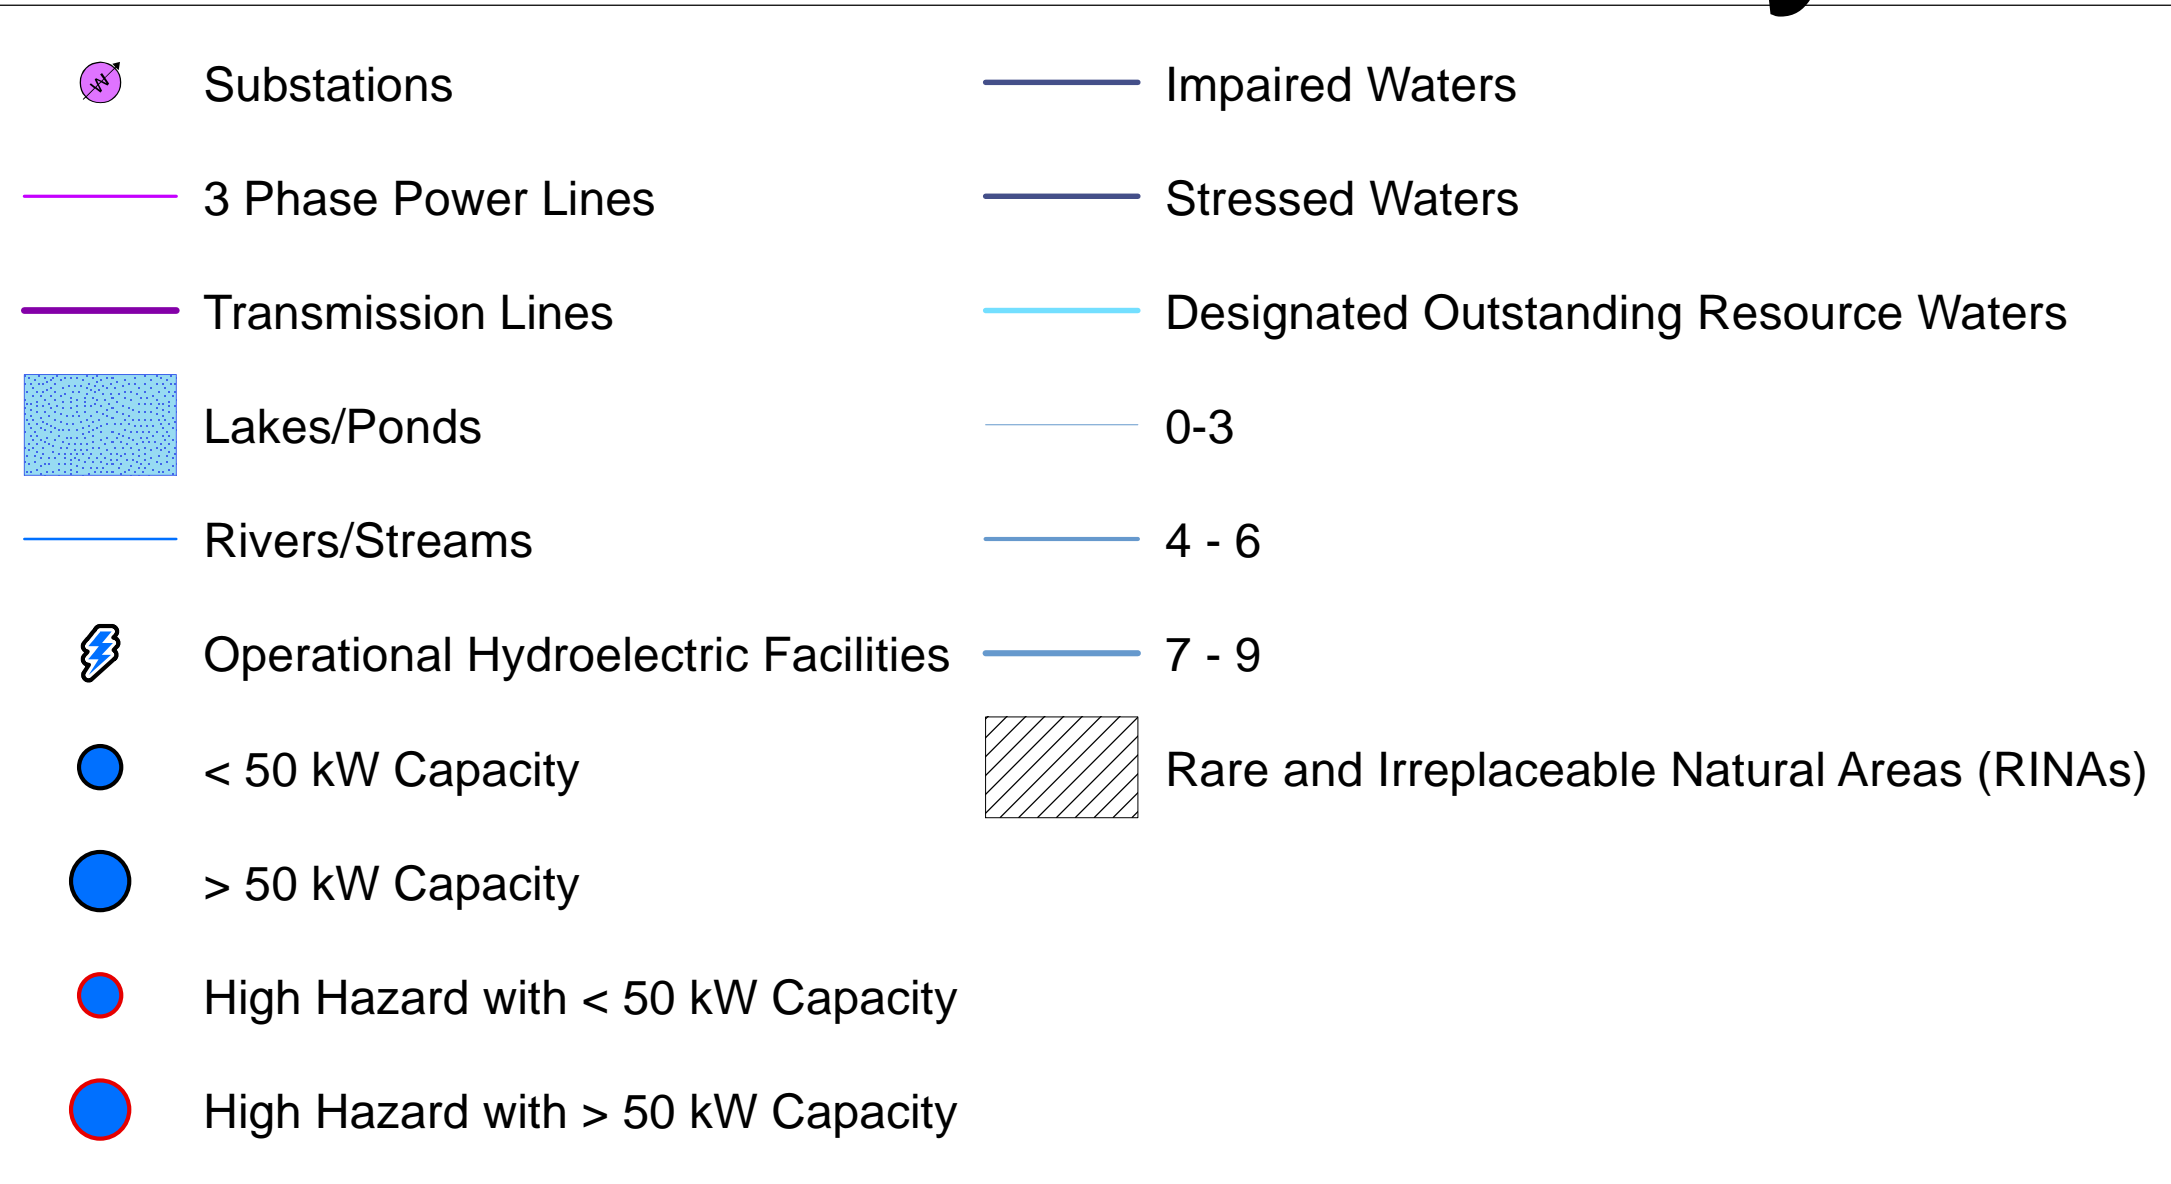 Substations
3 Phase Power Lines
Transmission Lines
Lakes/Ponds
Rivers/Streams
Operational Hydroelectric Facilities
< 50 kW Capacity
> 50 kW Capacity
High Hazard with < 50 kW Capacity
High Hazard with > 50 kW Capacity
Impaired Waters
Stressed Waters
Designated Outstanding Resource Waters
0-3
4 - 6
7 - 9
Rare and Irreplaceable Natural Areas (RINAs)